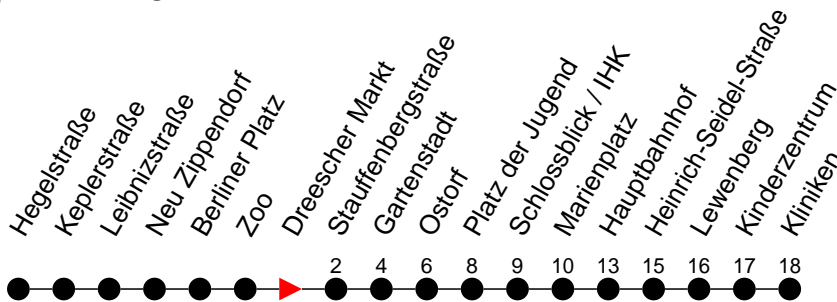 Hegelstraße
Keplerstraße
Leibnizstraße
Neu Zippendorf
Berliner Platz
Zoo
Dreescher Markt
Stauffenbergstraße
Gartenstadt
Ostorf
Platz der Jugend
Schlossblick / IHK
Marienplatz
Hauptbahnhof
Heinrich-Seidel-Straße
Lewenberg
Kinderzentrum
Kliniken
2 4 6 8 9 10 13 15 16 17 18